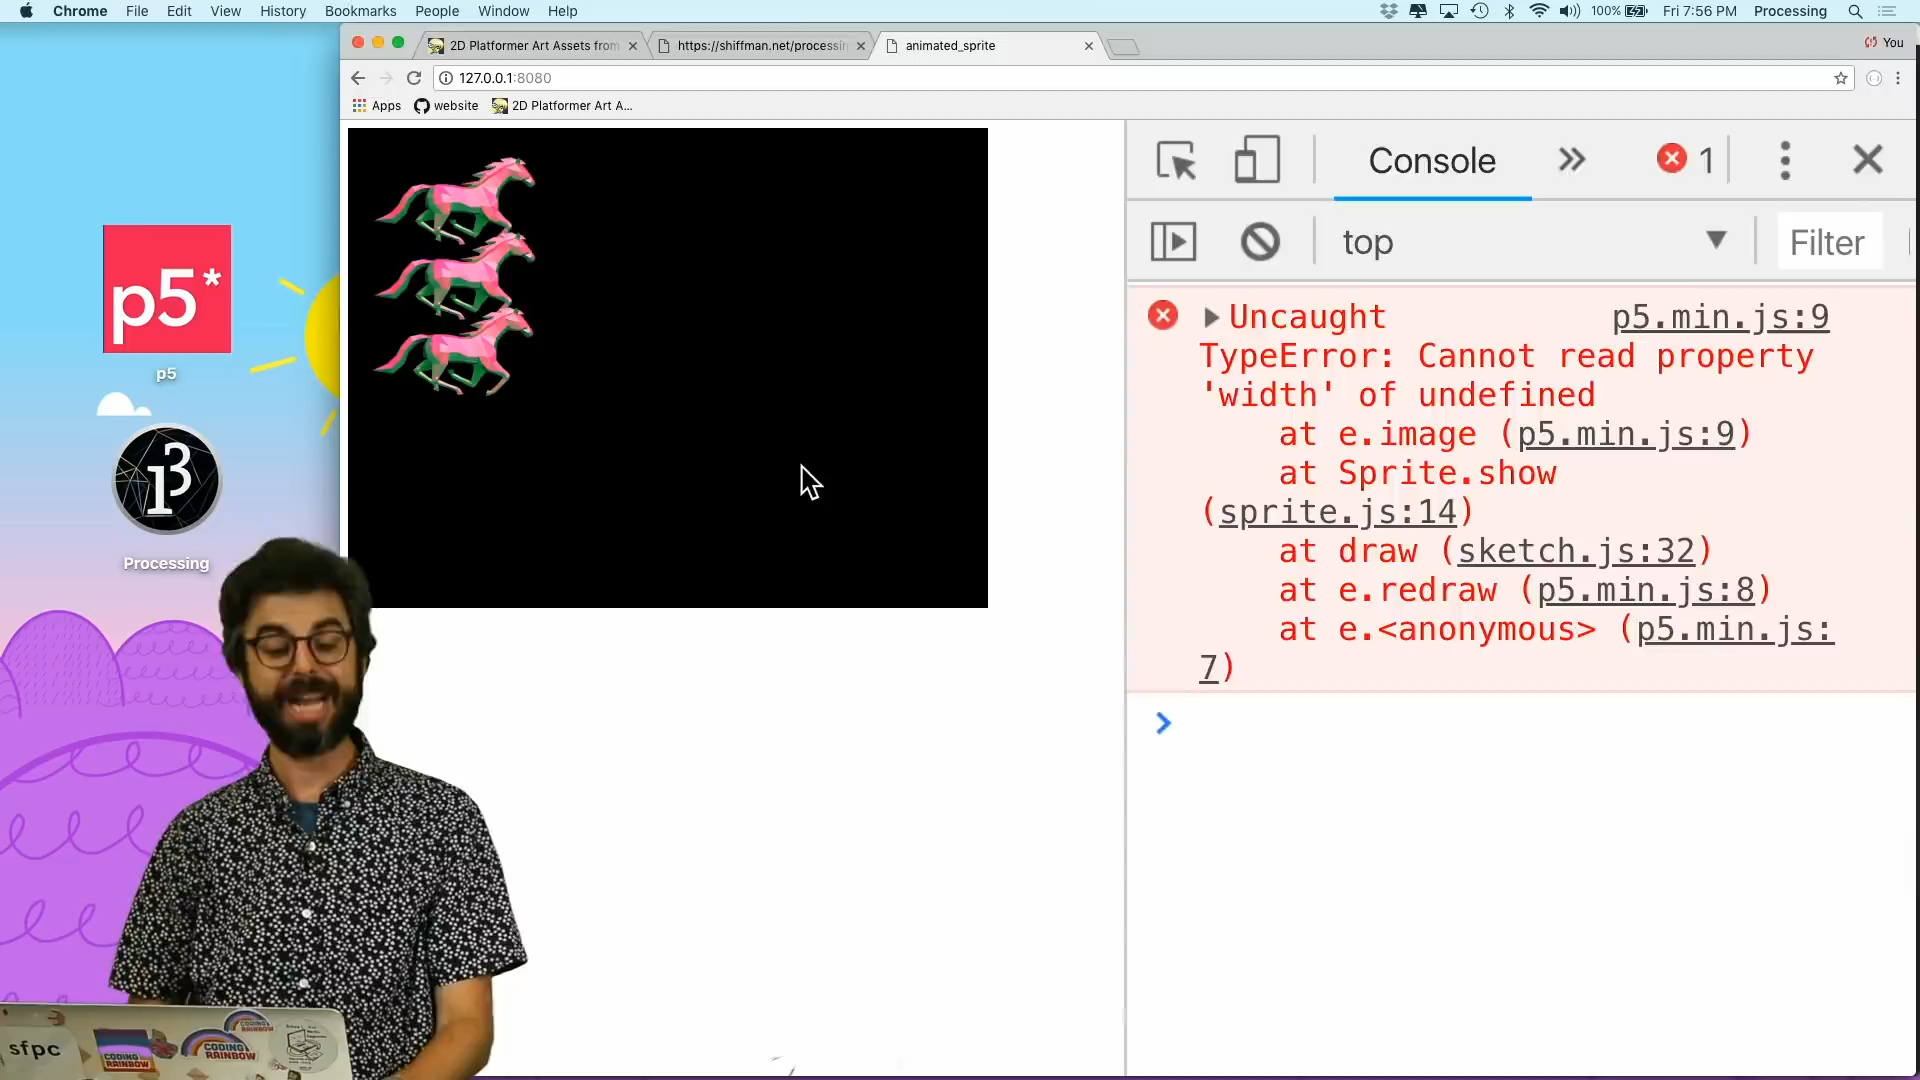 Chrome File Edit View History Bookmarks People Window Help 100% Fri 7:56 PM Processing
2D Platformer Art Assets from https://shiffman.net/processin animated_sprite You
127.0.0.1:8080
Apps website 2D Platformer Art A...
Console 1
top Filter
Uncaught p5.min.js:9
TypeError: Cannot read property
'width' of undefined
at e.image (p5.min.js:9)
at Sprite.show
(sprite.js:14)
at draw (sketch.js:32)
at e.redraw (p5.min.js:8)
at e.<anonymous> (p5.min.js:
7)
p5*
p5
Processing
sfpc
CODING
RAINBOW
CODING
RAINBOW
CODING
RAINBOW